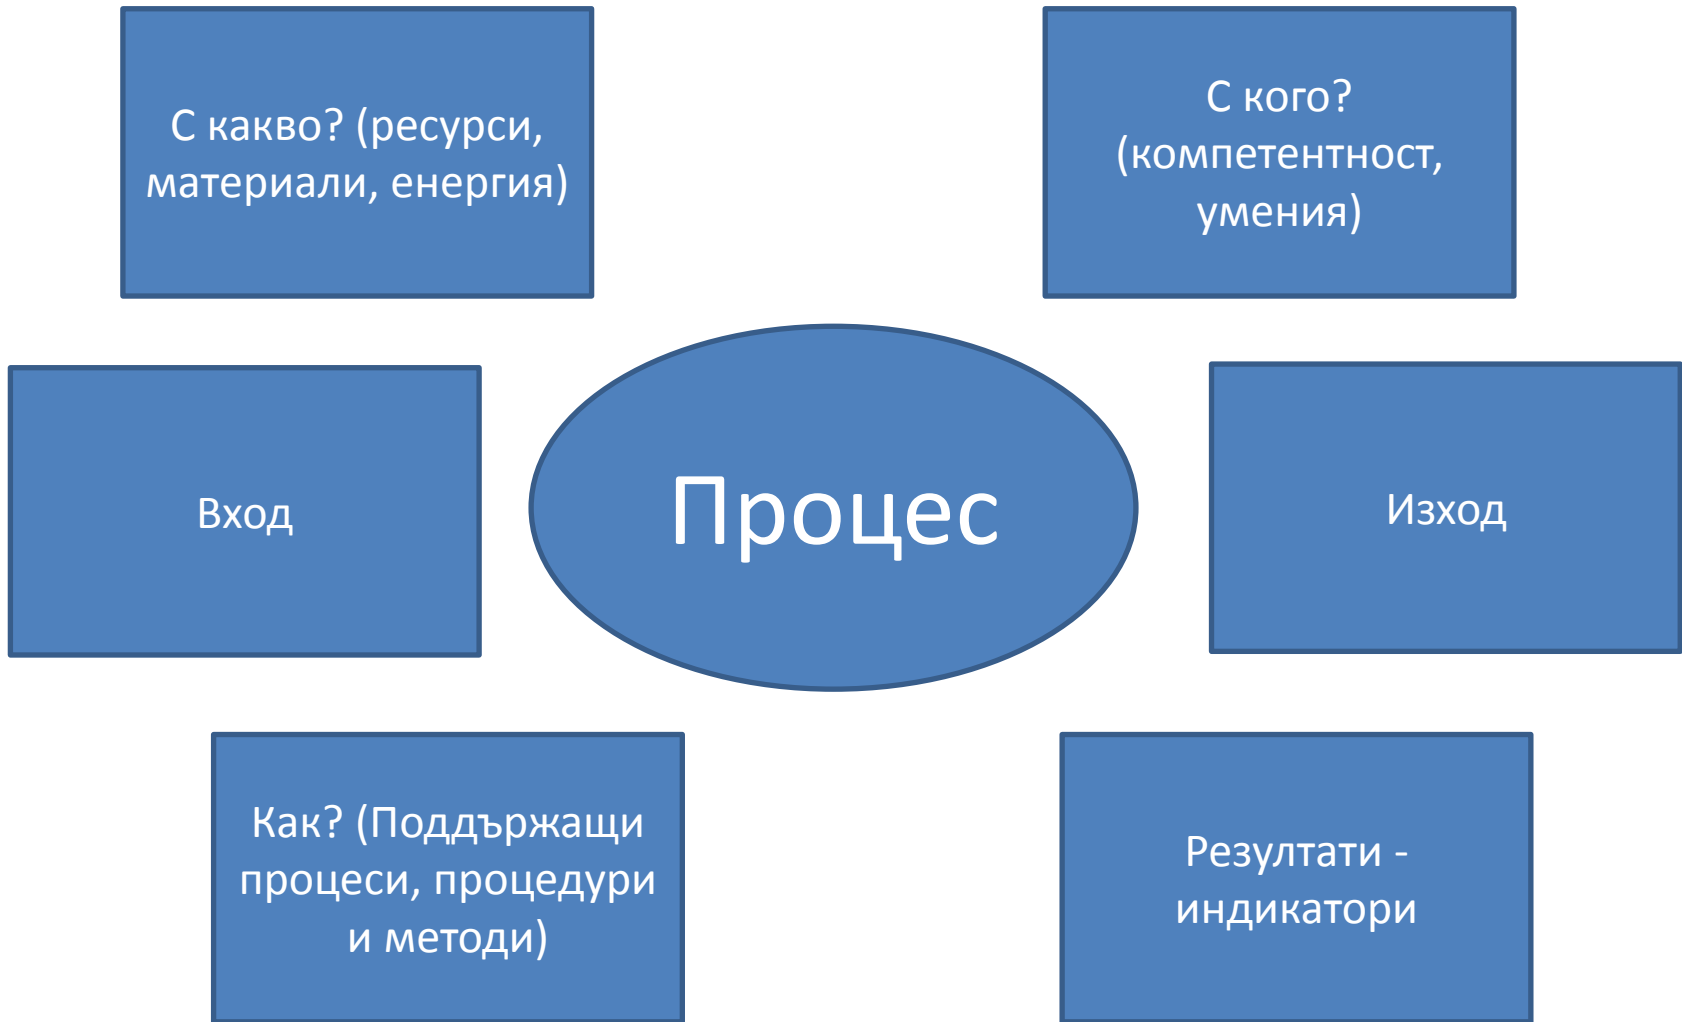 С какво? (ресурси,
материали, енергия)
С кого?
(компетентност,
умения)
Вход
Процес
Изход
Как? (Поддържащи
процеси, процедури
и методи)
Резултати -
индикатори